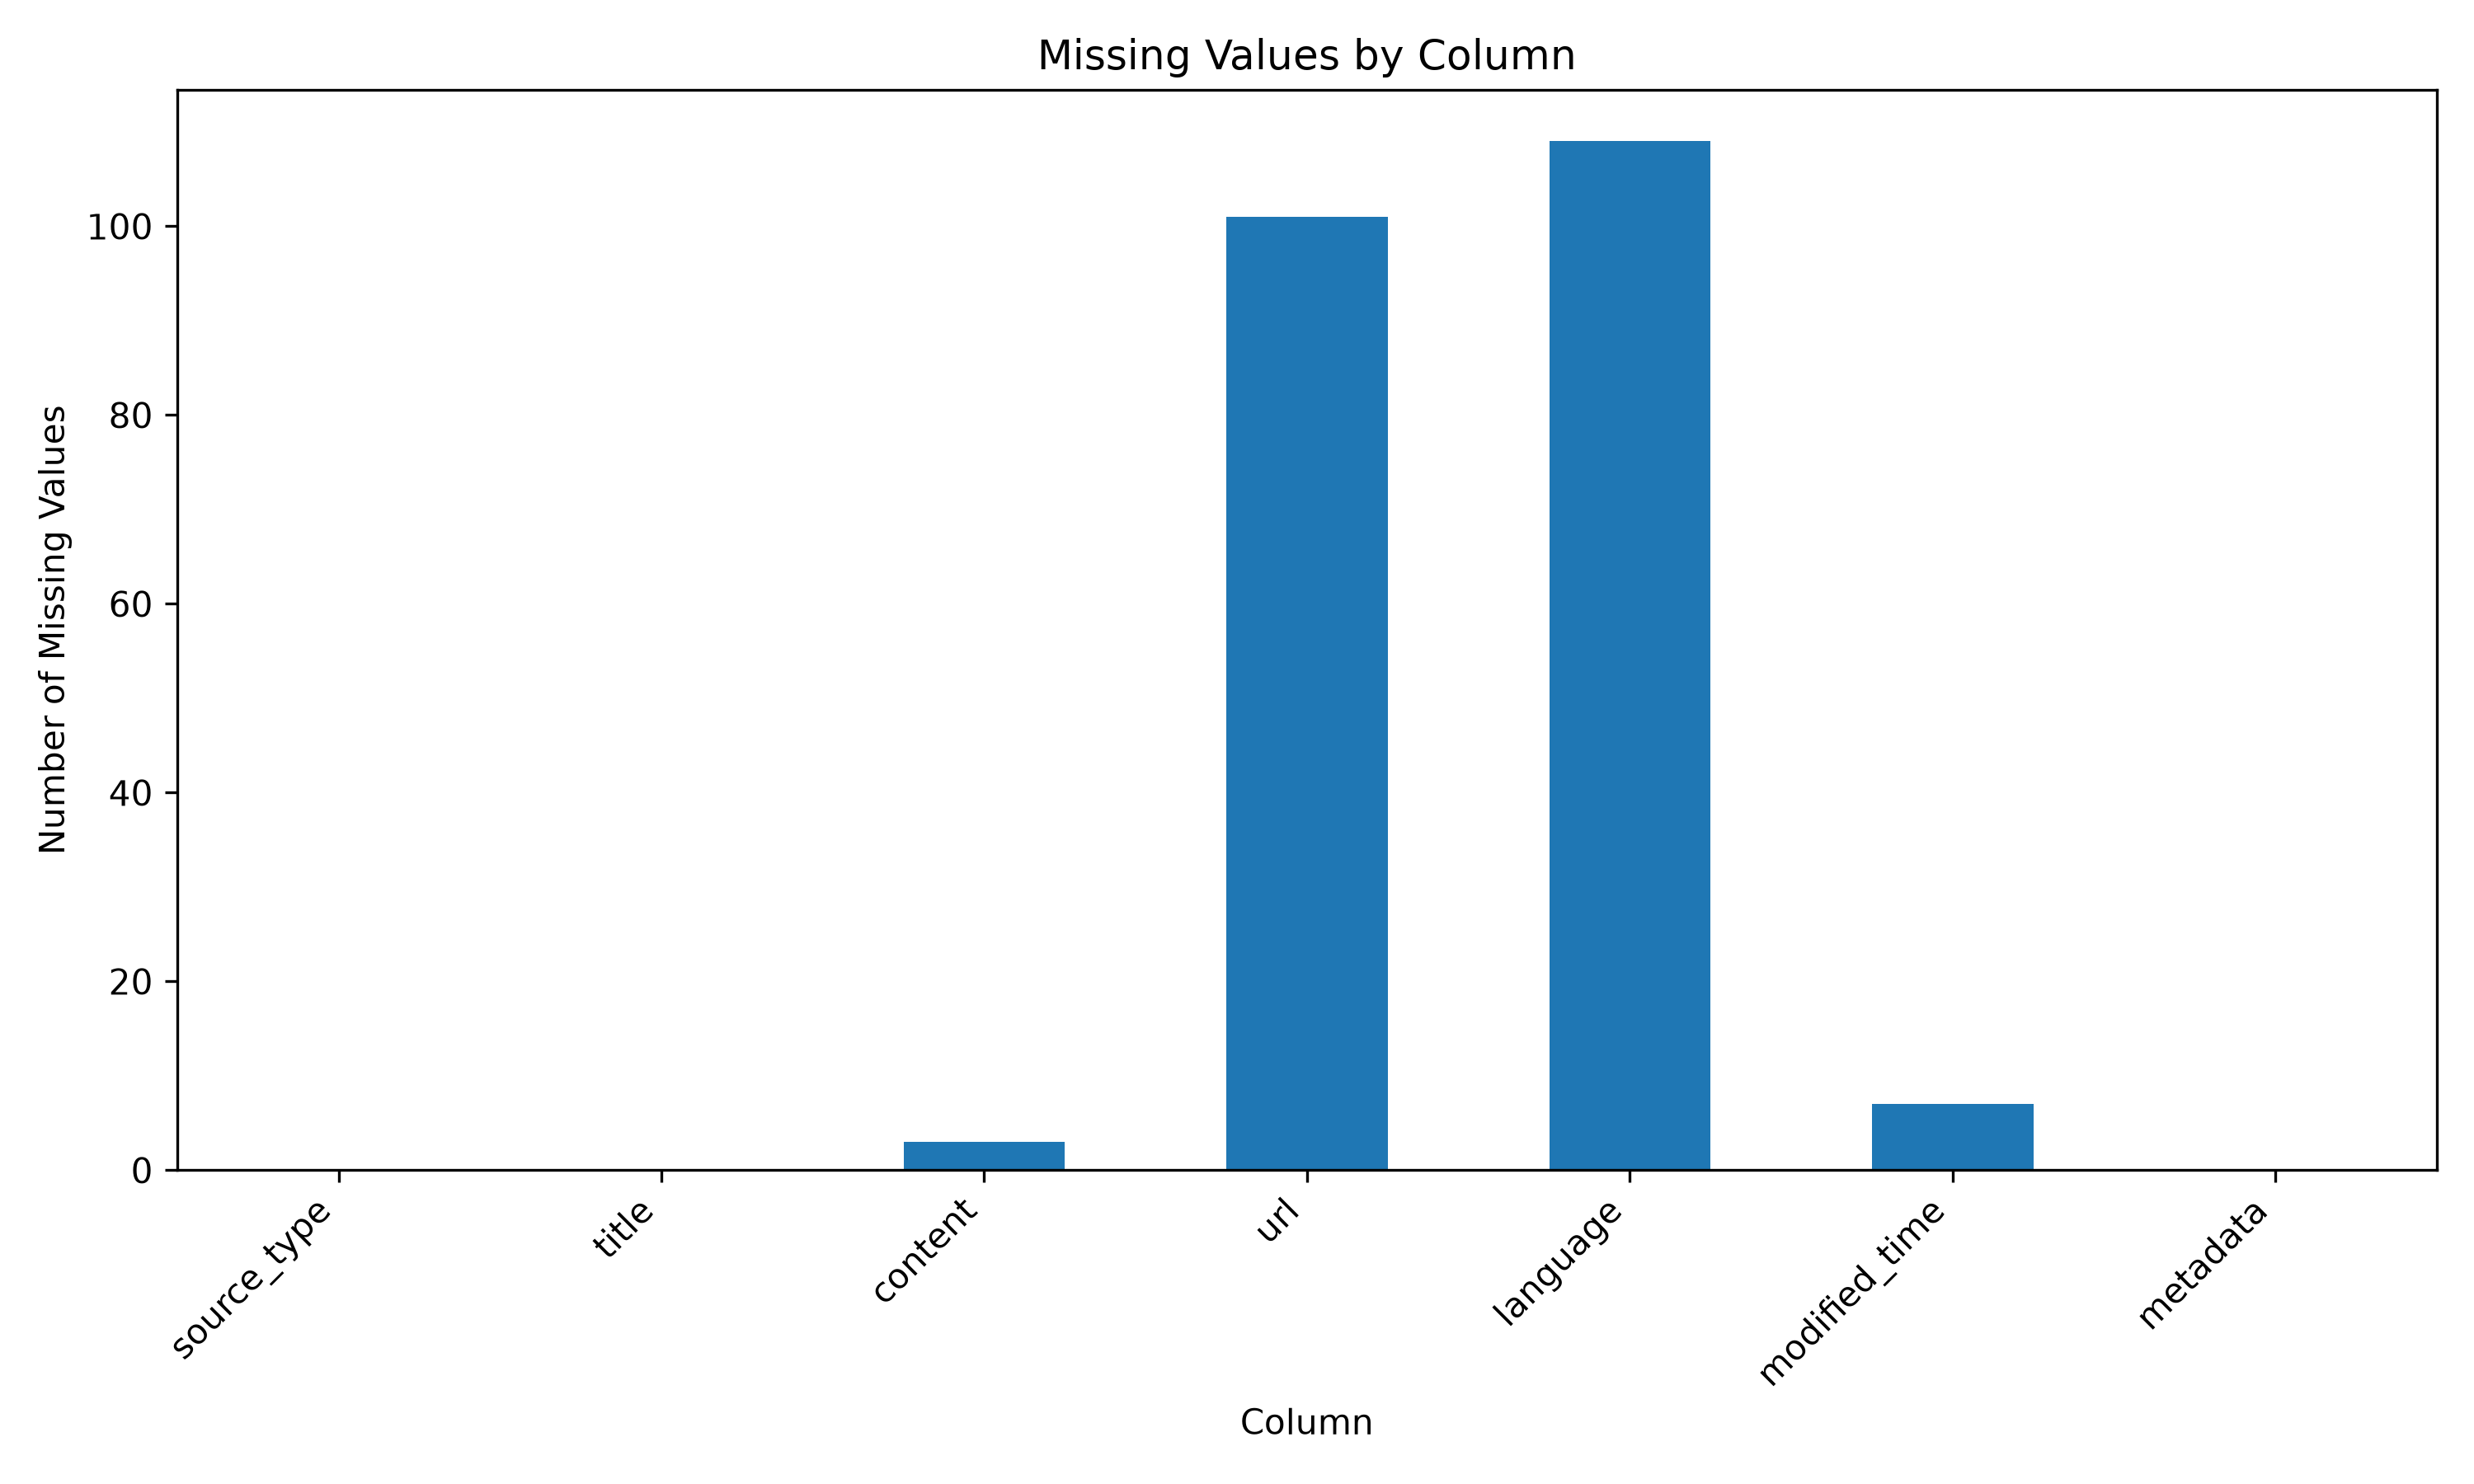 Missing Values by Column
Number of Missing Values
100
80
60
40
20
0
source_type
title
content
url
language
modified_time
metadata
Column